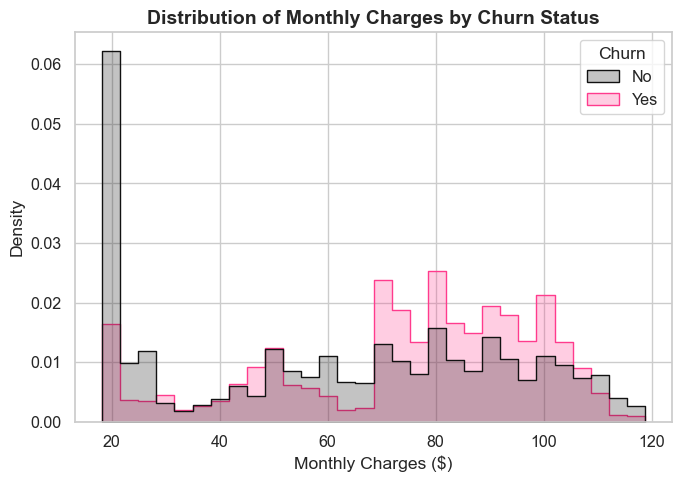 Distribution of Monthly Charges by Churn Status
Churn
No
Yes
Density
0.06
0.05
0.04
0.03
0.02
0.01
0.00
20 40 60 80 100 120
Monthly Charges ($)